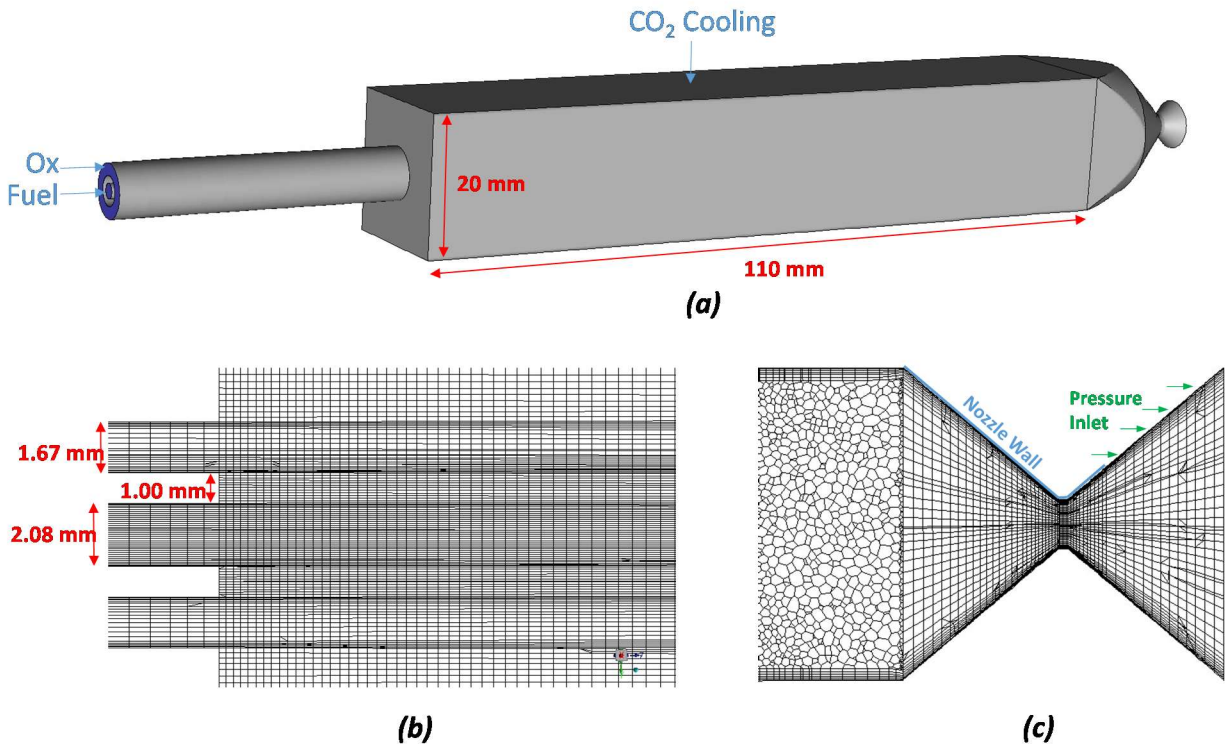 CO₂ Cooling
Ox
Fuel
20 mm
110 mm
(a)
1.67 mm
1.00 mm
2.08 mm
(b)
Nozzle Wall
Pressure
Inlet
(c)